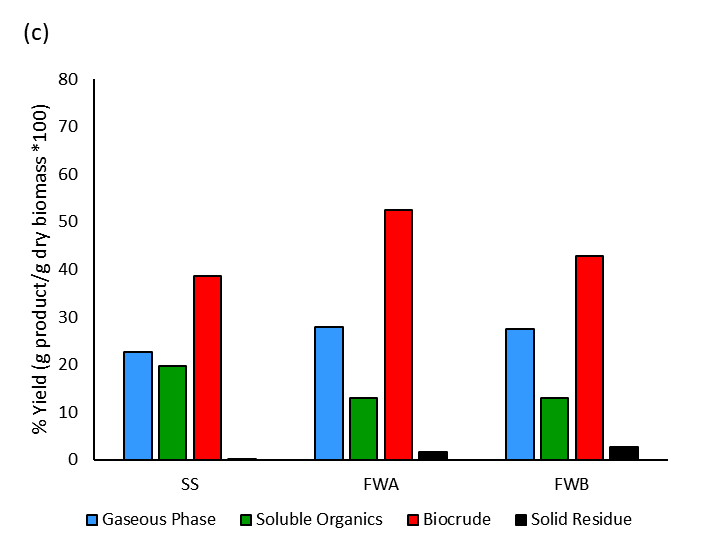 (c)
% Yield (g product/g dry biomass *100)
80
70
60
50
40
30
20
10
0
SS FWA FWB
Gaseous Phase Soluble Organics Biocrude Solid Residue